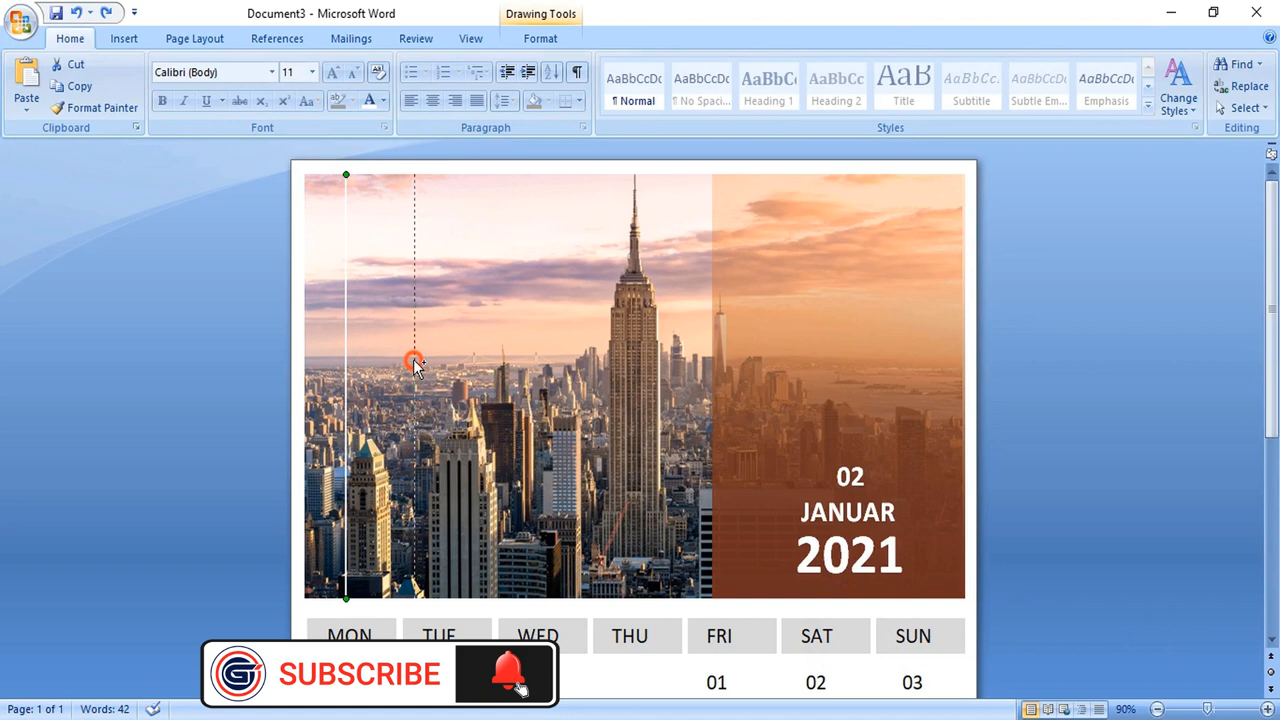 Document3 - Microsoft Word
Drawing Tools
Home
Insert
Page Layout
References
Mailings
Review
View
Format
Paste
Cut
Copy
Format Painter
Clipboard
Calibri (Body)
11
Font
Paragraph
AaBbCcDc
¶ Normal
AaBbCcDc
¶ No Spaci...
AaBbC
Heading 1
AaBbCc
Heading 2
AaB
Title
AaBbCc.
Subtitle
AaBbCcDc
Subtle Em...
AaBbCcDc
Emphasis
Change
Styles
Styles
Find
Replace
Select
Editing
02
JANUAR
2021
MON
TUE
WED
THU
FRI
SAT
SUN
01
02
03
SUBSCRIBE
Page: 1 of 1
Words: 42
90%